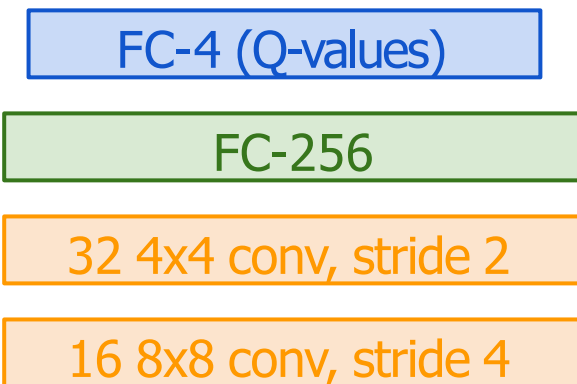 FC-4 (Q-values)
FC-256
32 4x4 conv, stride 2
16 8x8 conv, stride 4